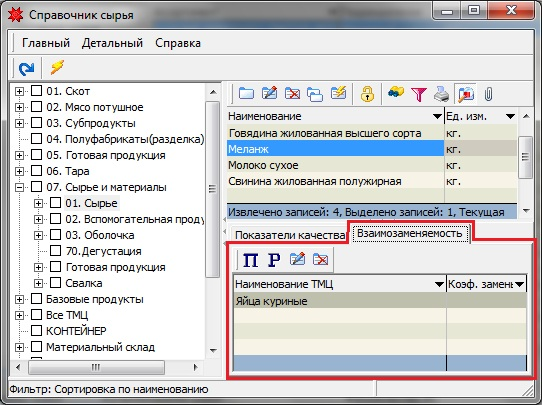 Справочник сырья
Главный Детальный Справка
01. Скот
02. Мясо потушное
03. Субпродукты
04. Полуфабрикаты(разделка)
05. Готовая продукция
06. Тара
07. Сырье и материалы
01. Сырье
02. Вспомогательная прод
03. Оболочка
70.Дегустация
Готовая продукция
Свалка
Базовые продукты
Все ТМЦ
КОНТЕЙНЕР
Материальный склад
Наименование Ед. изм.
Говядина жилованная высшего сорта кг.
Меланж кг.
Молоко сухое кг.
Свинина жилованная полужирная кг.
Извлечено записей: 4, Выделено записей: 1, Текущая
Показатели качества Взаимозаменяемость
П Р
Наименование ТМЦ Коэф. замен
Яйца куриные
Фильтр: Сортировка по наименованию